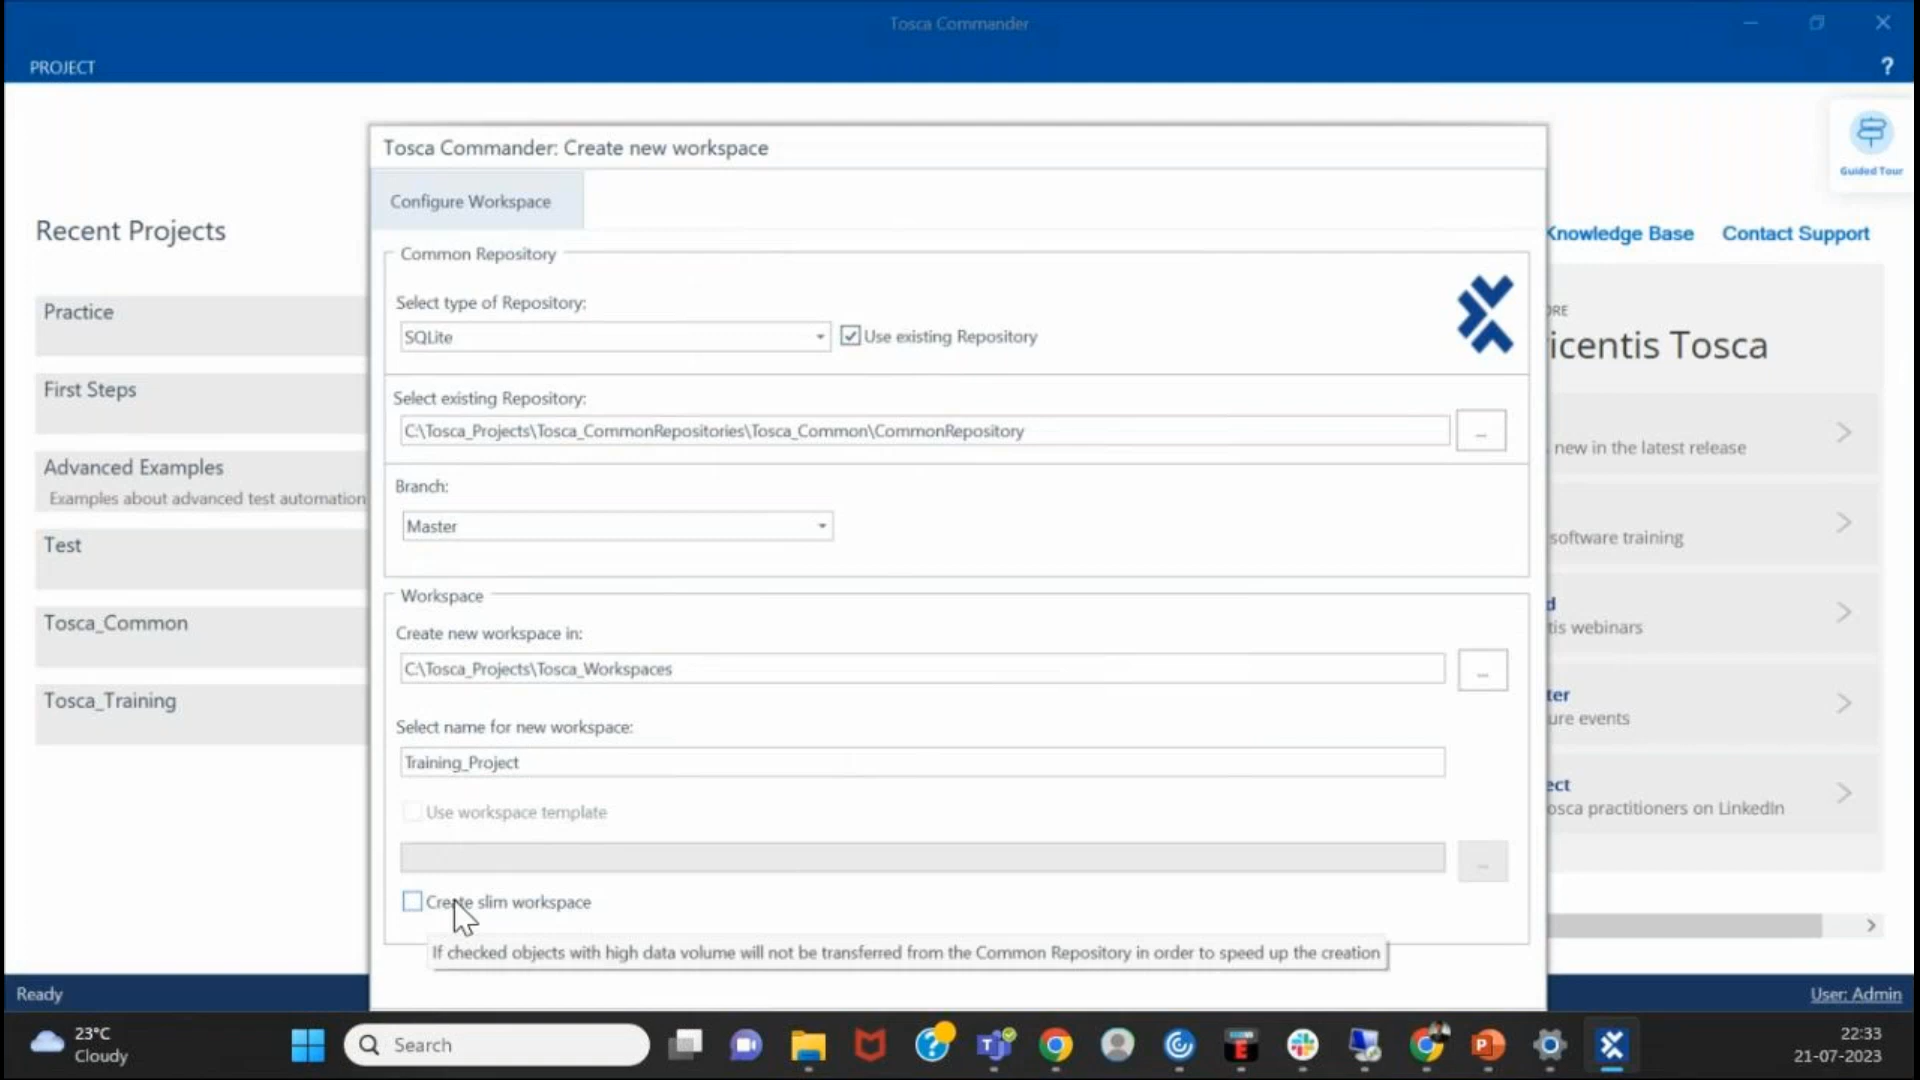 Tosca Commander
PROJECT
?
Guided Tour
Recent Projects
Practice
First Steps
Advanced Examples
Examples about advanced test automation
Test
Tosca_Common
Tosca_Training
Tosca Commander: Create new workspace
Configure Workspace
Common Repository
Select type of Repository:
SQLite
Use existing Repository
Select existing Repository:
C:\Tosca_Projects\Tosca_CommonRepositories\Tosca_Common\CommonRepository
...
Branch:
Master
Workspace
Create new workspace in:
C:\Tosca_Projects\Tosca_Workspaces
...
Select name for new workspace:
Training_Project
Use workspace template
...
Create slim workspace
If checked objects with high data volume will not be transferred from the Common Repository in order to speed up the creation
Knowledge Base Contact Support
ORE
icentis Tosca
new in the latest release
software training
d
tis webinars
ter
ure events
ect
osca practitioners on LinkedIn
Ready
User: Admin
23°C
Cloudy
Search
22:33
21-07-2023